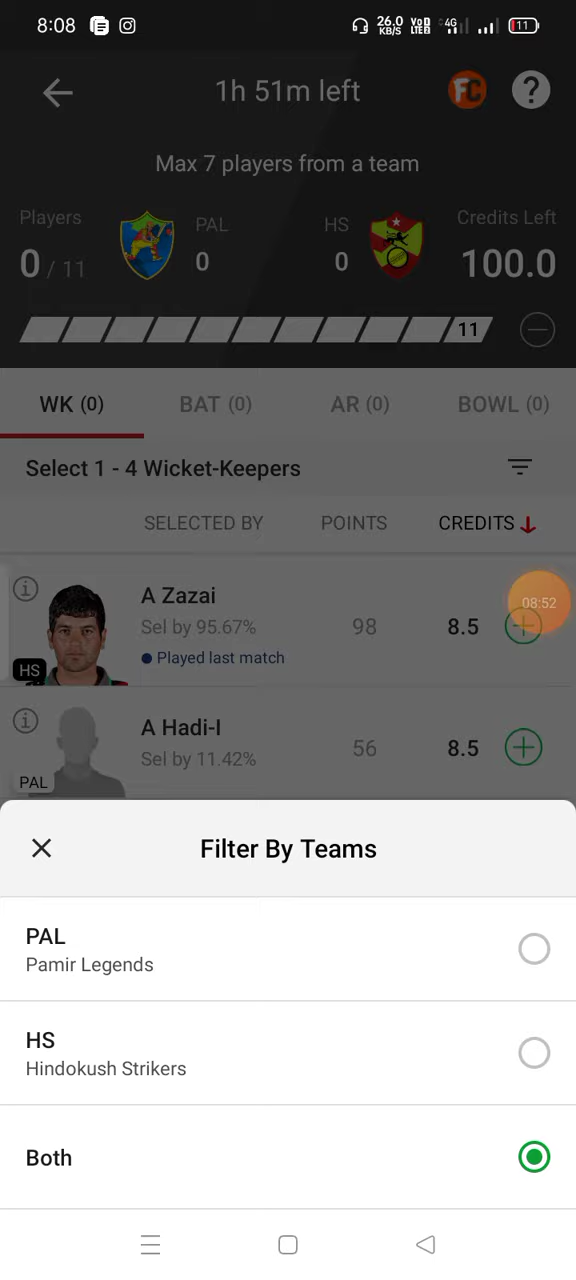 8:08
26.0 KB/S
VoD LTE2
4G
11
1h 51m left
FC
?
Max 7 players from a team
Players
PAL
HS
Credits Left
0 / 11
0
0
100.0
11
WK (0)
BAT (0)
AR (0)
BOWL (0)
Select 1 - 4 Wicket-Keepers
SELECTED BY
POINTS
CREDITS
A Zazai
Sel by 95.67%
98
8.5
08:52
Played last match
HS
A Hadi-I
Sel by 11.42%
56
8.5
PAL
Filter By Teams
PAL
Pamir Legends
HS
Hindokush Strikers
Both